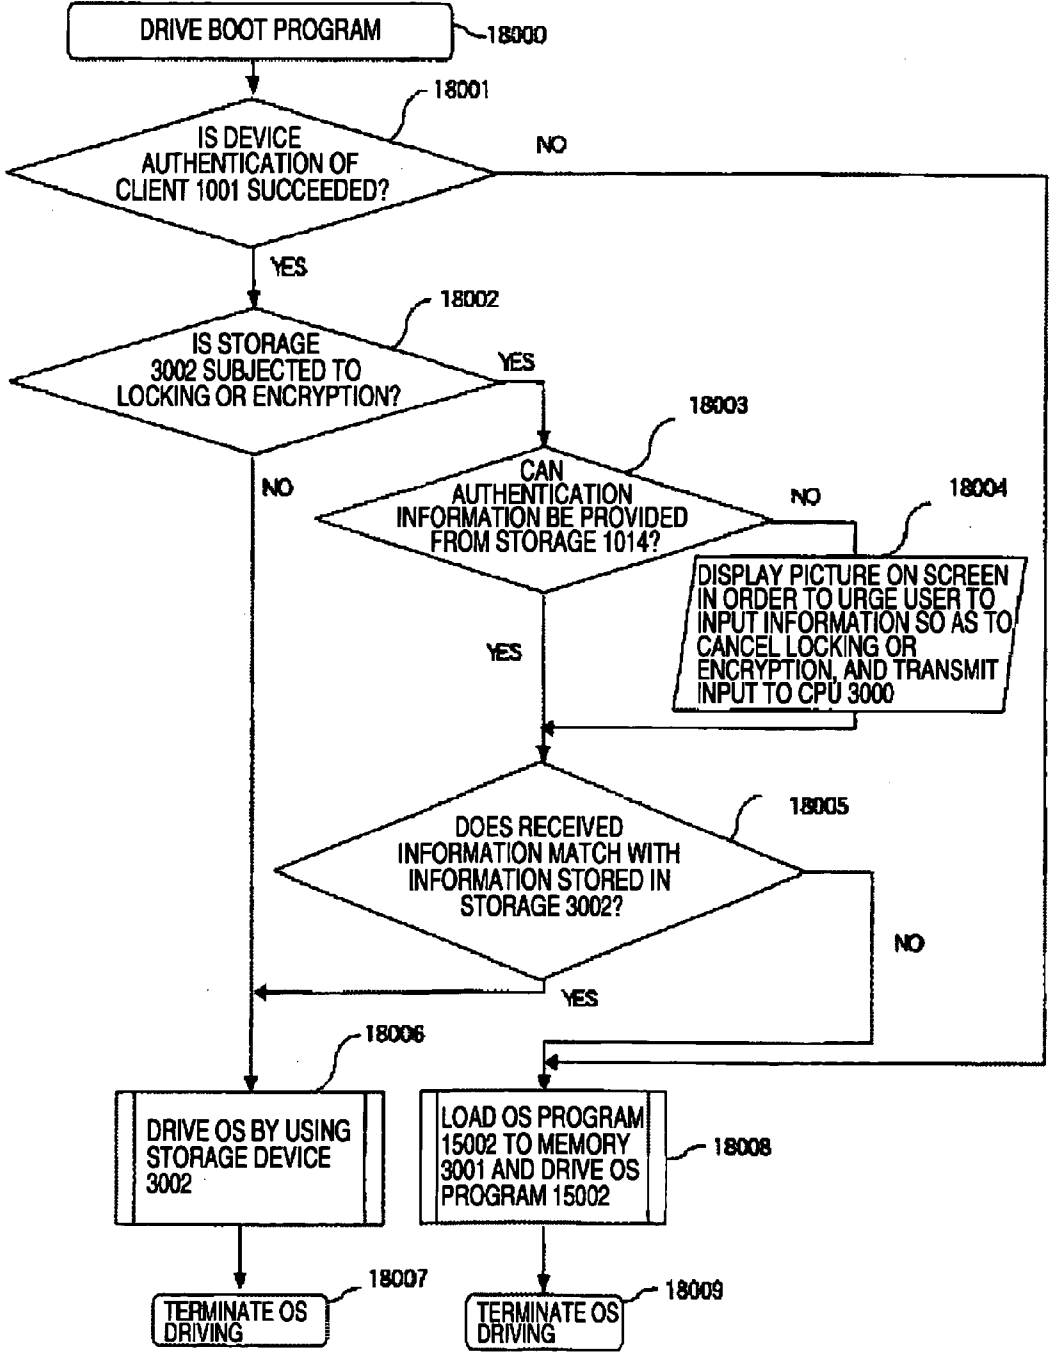 DRIVE BOOT PROGRAM
18000
18001
IS DEVICE
AUTHENTICATION OF
CLIENT 1001 SUCCEEDED?
NO
YES
18002
IS STORAGE
3002 SUBJECTED TO
LOCKING OR ENCRYPTION?
YES
NO
18003
CAN
AUTHENTICATION
INFORMATION BE PROVIDED
FROM STORAGE 1014?
NO
YES
18004
DISPLAY PICTURE ON SCREEN
IN ORDER TO URGE USER TO
INPUT INFORMATION SO AS TO
CANCEL LOCKING OR
ENCRYPTION, AND TRANSMIT
INPUT TO CPU 3000
18005
DOES RECEIVED
INFORMATION MATCH WITH
INFORMATION STORED IN
STORAGE 3002?
NO
YES
18006
DRIVE OS BY USING
STORAGE DEVICE
3002
LOAD OS PROGRAM
15002 TO MEMORY
3001 AND DRIVE OS
PROGRAM 15002
18008
18007
TERMINATE OS
DRIVING
18009
TERMINATE OS
DRIVING